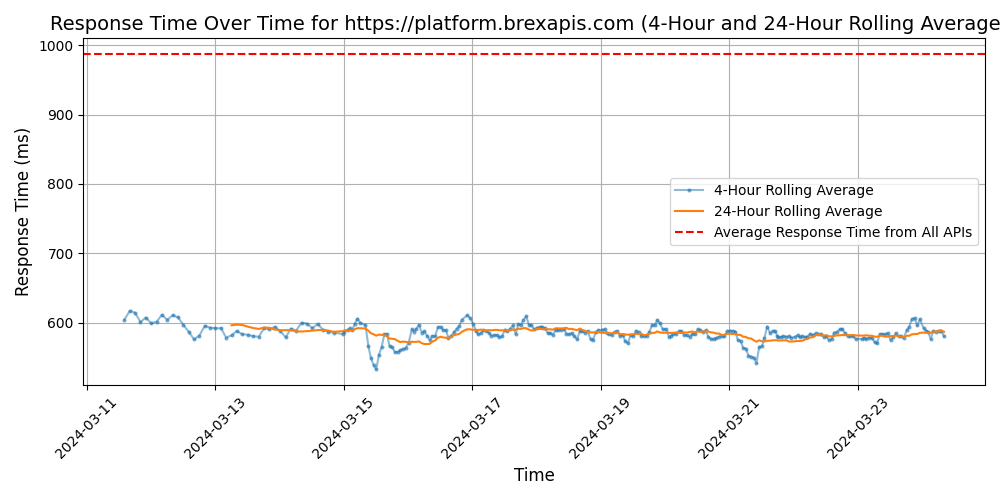 Response Time Over Time for https://platform.brexapis.com (4-Hour and 24-Hour Rolling Average
Response Time (ms)
1000
900
800
700
600
4-Hour Rolling Average
24-Hour Rolling Average
Average Response Time from All APIs
2024-03-11
2024-03-13
2024-03-15
2024-03-17
2024-03-19
2024-03-21
2024-03-23
Time